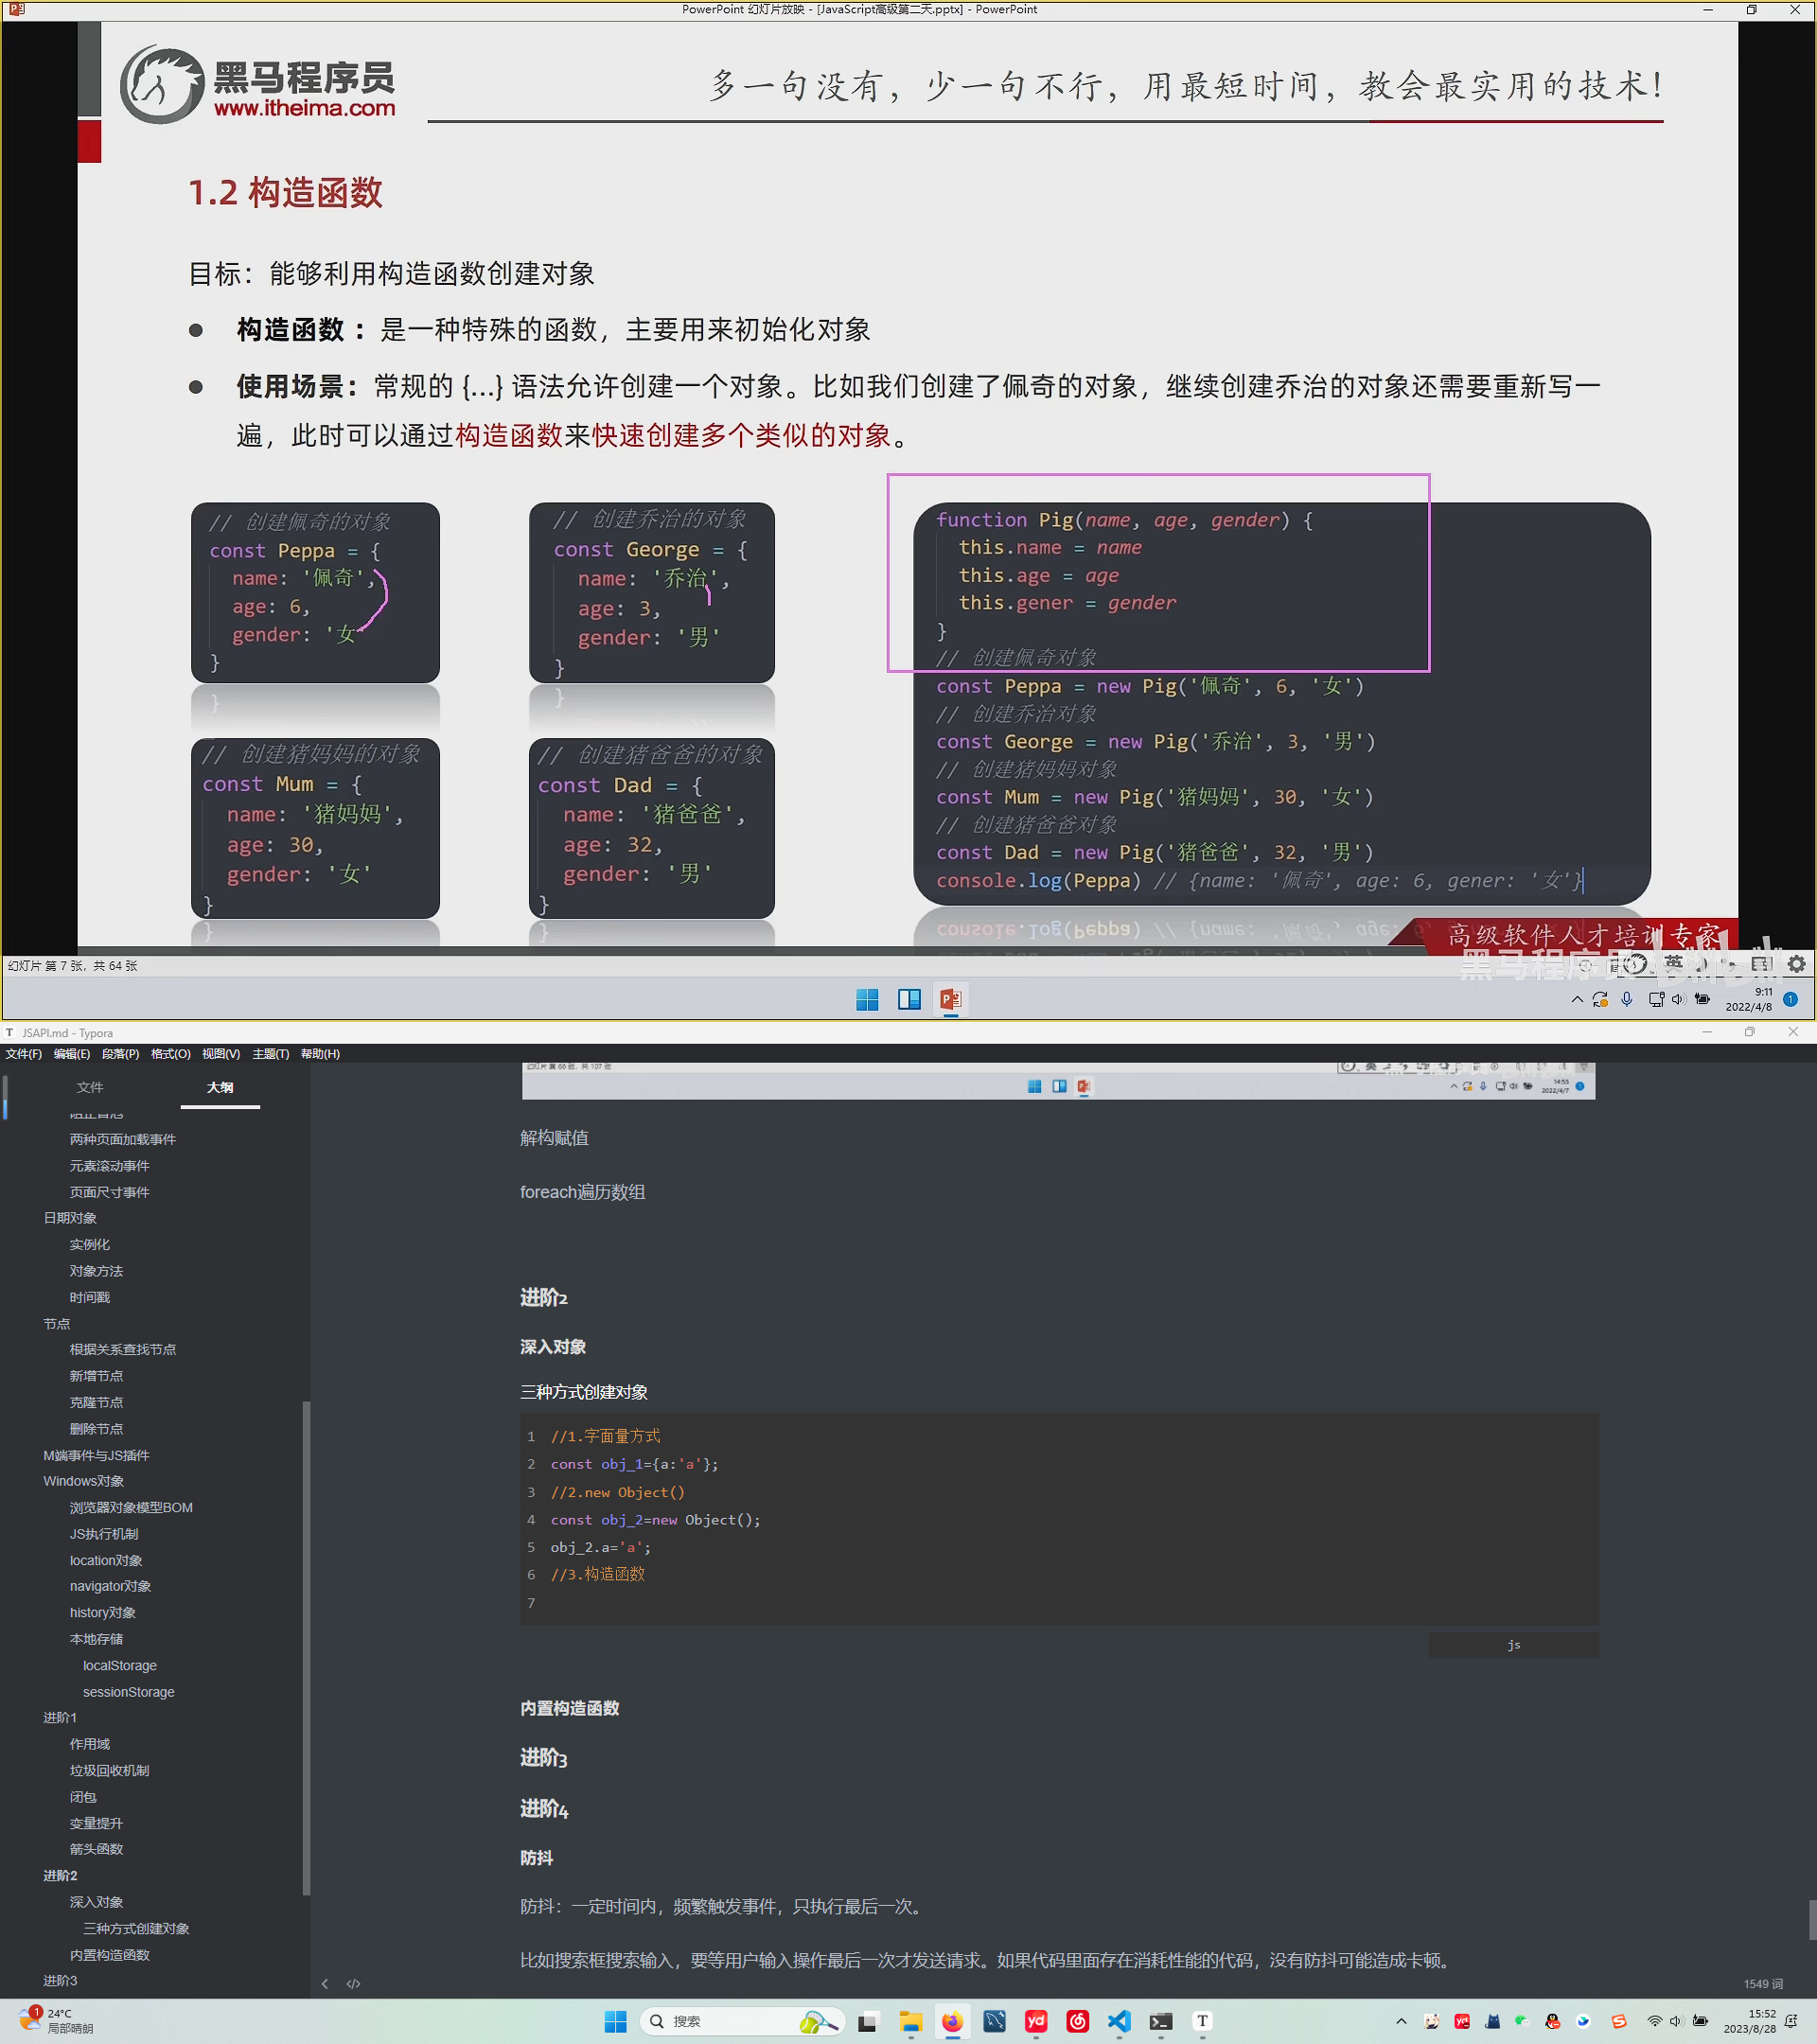 PowerPoint 幻灯片放映 - [JavaScript高级第二天.pptx] - PowerPoint
黑马程序员
www.itheima.com
多一句没有，少一句不行，用最短时间，教会最实用的技术！
1.2 构造函数
目标：能够利用构造函数创建对象
构造函数 ：是一种特殊的函数，主要用来初始化对象
使用场景：常规的 {...} 语法允许创建一个对象。比如我们创建了佩奇的对象，继续创建乔治的对象还需要重新写一
遍，此时可以通过构造函数来快速创建多个类似的对象。
// 创建佩奇的对象
const Peppa = {
name: '佩奇',
age: 6,
gender: '女
}
// 创建乔治的对象
const George = {
name: '乔治',
age: 3,
gender: '男'
}
// 创建猪妈妈的对象
const Mum = {
name: '猪妈妈',
age: 30,
gender: '女'
}
// 创建猪爸爸的对象
const Dad = {
name: '猪爸爸',
age: 32,
gender: '男'
}
function Pig(name, age, gender) {
this.name = name
this.age = age
this.gener = gender
}
// 创建佩奇对象
const Peppa = new Pig('佩奇', 6, '女')
// 创建乔治对象
const George = new Pig('乔治', 3, '男')
// 创建猪妈妈对象
const Mum = new Pig('猪妈妈', 30, '女')
// 创建猪爸爸对象
const Dad = new Pig('猪爸爸', 32, '男')
console.log(Peppa) // {name: '佩奇', age: 6, gener: '女'}
高级软件人才培训专家
黑马程序员
英
幻灯片 第 7 张，共 64 张
9:11
2022/4/8
1
JSAPI.md - Typora
文件(F) 编辑(E) 段落(P) 格式(O) 视图(V) 主题(T) 帮助(H)
文件 大纲
两种页面加载事件
元素滚动事件
页面尺寸事件
日期对象
实例化
对象方法
时间戳
节点
根据关系查找节点
新增节点
克隆节点
删除节点
M端事件与JS插件
Windows对象
浏览器对象模型BOM
JS执行机制
location对象
navigator对象
history对象
本地存储
localStorage
sessionStorage
进阶1
作用域
垃圾回收机制
闭包
变量提升
箭头函数
进阶2
深入对象
三种方式创建对象
内置构造函数
进阶3
14:55
2022/4/7
解构赋值
foreach遍历数组
进阶2
深入对象
三种方式创建对象
1 //1.字面量方式
2 const obj_1={a:'a'};
3 //2.new Object()
4 const obj_2=new Object();
5 obj_2.a='a';
6 //3.构造函数
7
js
内置构造函数
进阶3
进阶4
防抖
防抖：一定时间内，频繁触发事件，只执行最后一次。
比如搜索框搜索输入，要等用户输入操作最后一次才发送请求。如果代码里面存在消耗性能的代码，没有防抖可能造成卡顿。
1549 词
1
24°C
局部晴朗
搜索
15:52
2023/8/28